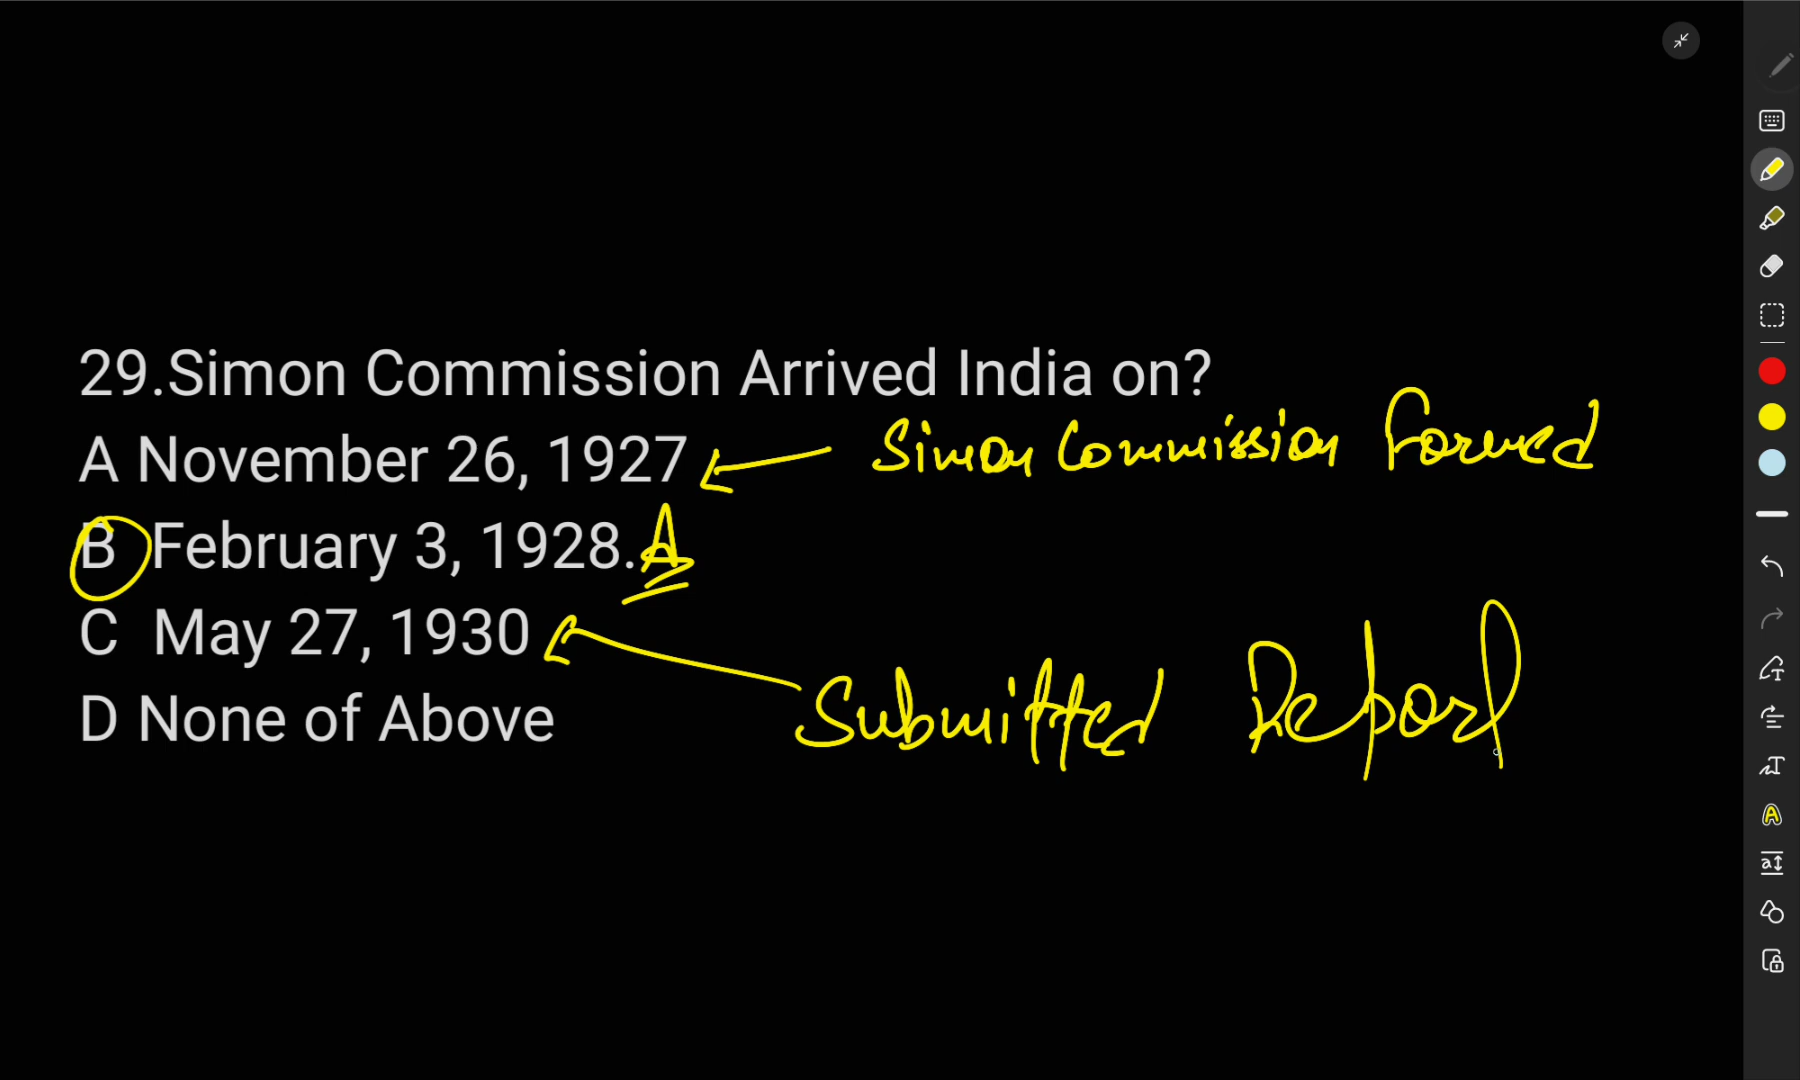 29.Simon Commission Arrived India on?
A November 26, 1927 Simon Commission Formed
B February 3, 1928. A
C May 27, 1930
Submitted Report
D None of Above